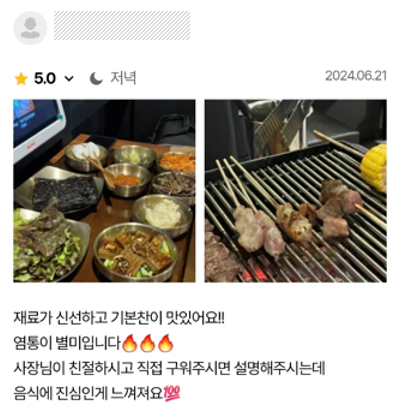 5.0 저녁 2024.06.21
재료가 신선하고 기본찬이 맛있어요!!
염통이 별미입니다🔥🔥🔥
사장님이 친절하시고 직접 구워주시면 설명해주시는데
음식에 진심인게 느껴져요💯